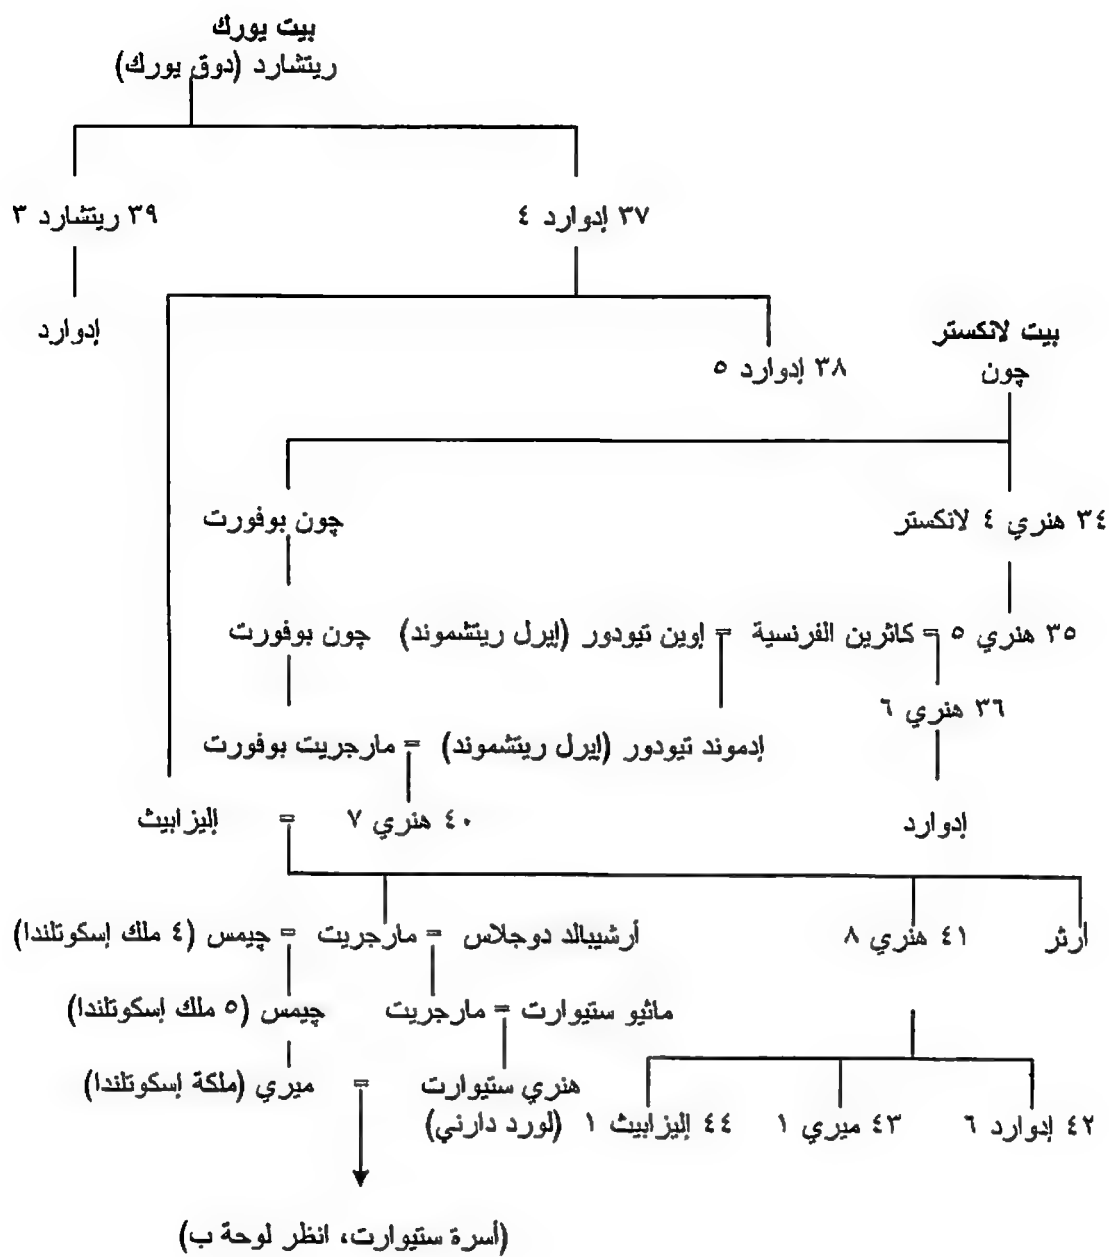 بيت يورك
ريتشارد (دوق يورك)
٣٧ إدوارد ٤
٣٩ ريتشارد ٣
إدوارد
بيت لانكستر
چون
٣٨ إدوارد ٥
٣٤ هنري ٤ لانكستر
چون بوفورت
٣٥ هنري ٥ = كاثرين الفرنسية = إوين تيودور (إيرل ريتشموند)
چون بوفورت
٣٦ هنري ٦
إدموند تيودور (إيرل ريتشموند) = مارجريت بوفورت
إدوارد
٤٠ هنري ٧ = إليزابيث
أرثر
٤١ هنري ٨
أرشيبالد دوجلاس = مارجريت = چيمس (٤ ملك إسكوتلندا)
ماثيو ستيوارت = مارجريت
چيمس (٥ ملك إسكوتلندا)
هنري ستيوارت = ميري (ملكة إسكوتلندا)
(لورد دارني)
٤٢ إدوارد ٦
٤٣ ميري ١
٤٤ إليزابيث ١
(أسرة ستيوارت، انظر لوحة ب)